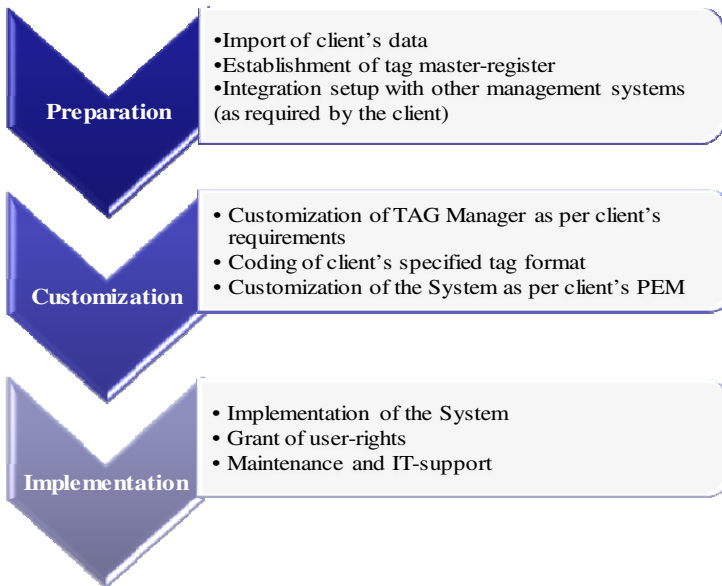 Preparation
•Import of client's data
•Establishment of tag master-register
•Integration setup with other management systems
(as required by the client)
Customization
• Customization of TAG Manager as per client's
requirements
• Coding of client's specified tag format
• Customization of the System as per client's PEM
Implementation
• Implementation of the System
• Grant of user-rights
• Maintenance and IT-support